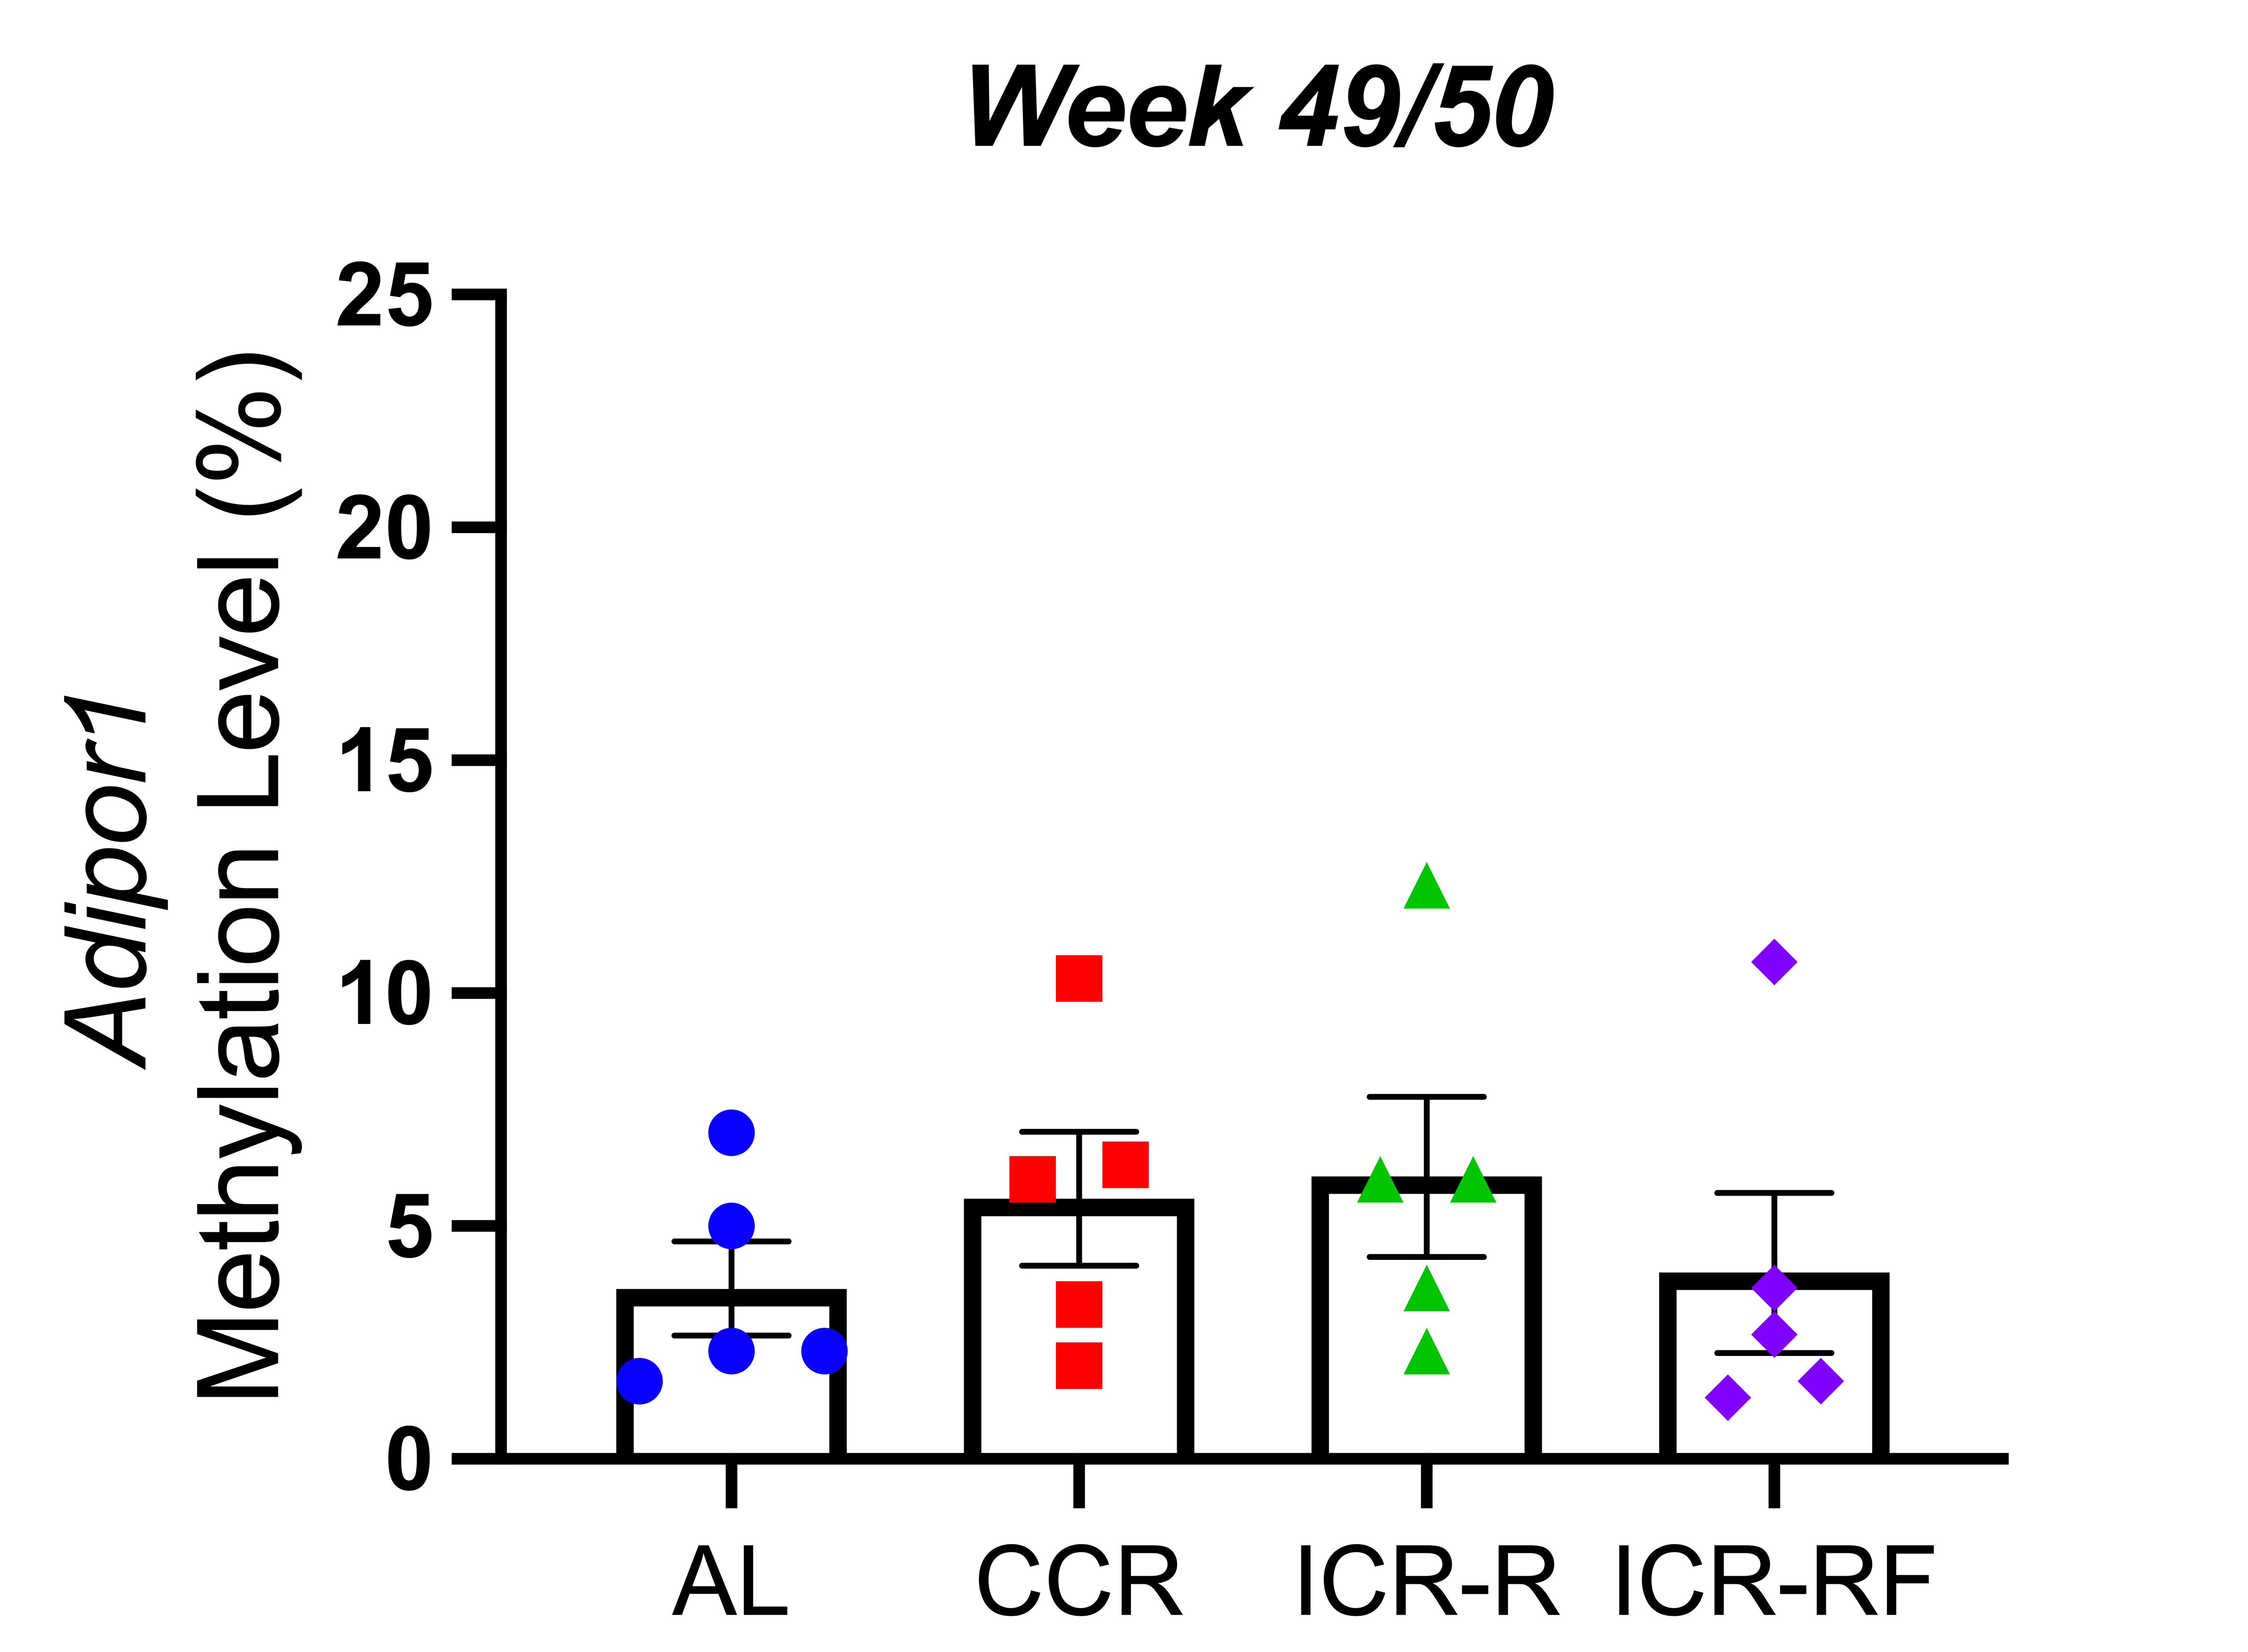 Week 49/50
Adipor1
Methylation Level (%)
25
20
15
10
5
0
AL CCR ICR-R ICR-RF